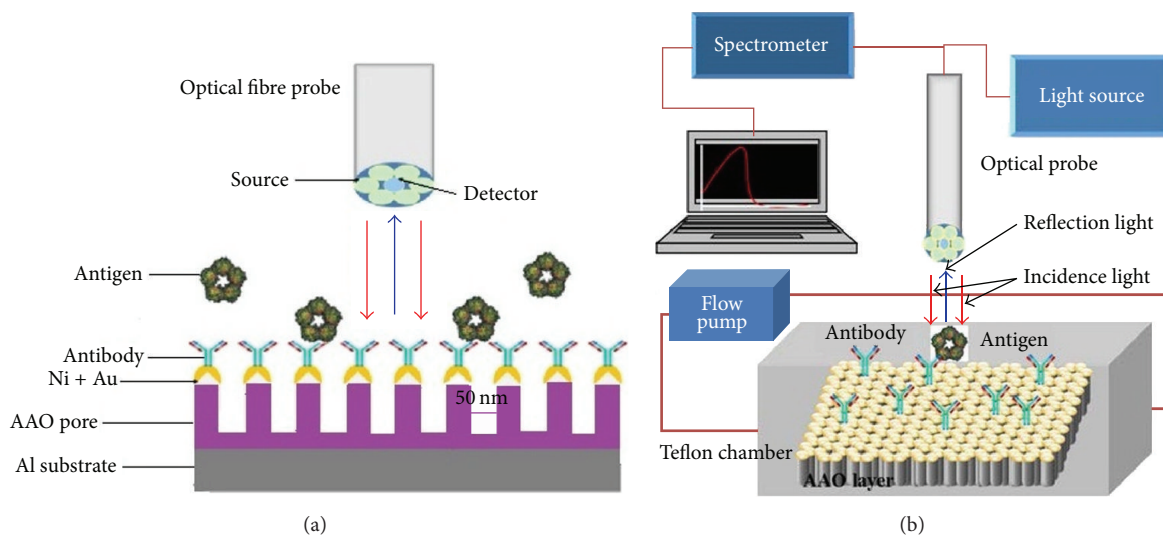 Optical fibre probe
Source
Detector
Antigen
Antibody
Ni + Au
50 nm
AAO pore
Al substrate
(a)
Spectrometer
Light source
Optical probe
Reflection light
Incidence light
Flow
pump
Antibody
Antigen
Teflon chamber
AAO layer
(b)